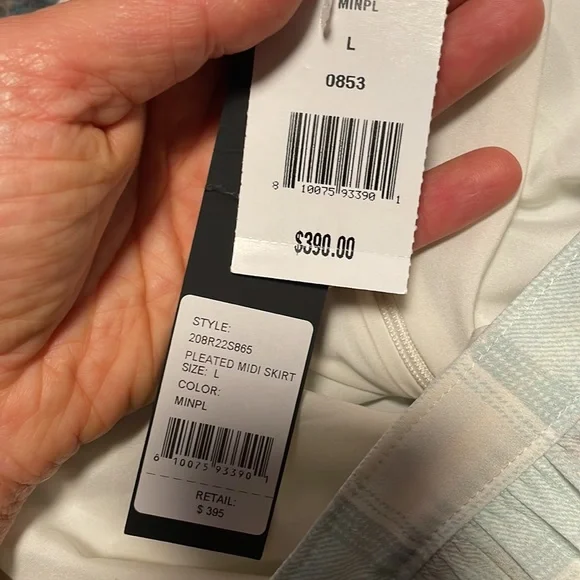 MINPL
L
0853
8 10075 93390 1
$390.00
STYLE:
208R22S865
PLEATED MIDI SKIRT
SIZE: L
COLOR:
MINPL
6 10075 93390 1
RETAIL:
$ 395